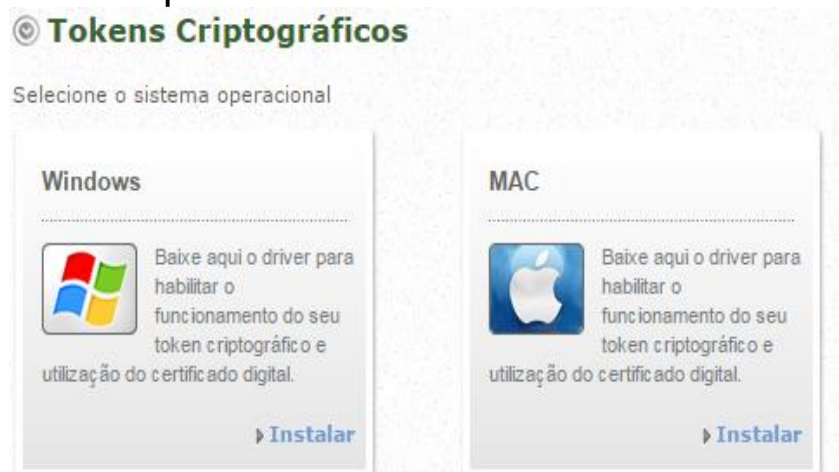 Tokens Criptográficos
Selecione o sistema operacional
Windows
Baixe aqui o driver para
habilitar o
funcionamento do seu
token criptográfico e
utilização do certificado digital.
Instalar
MAC
Baixe aqui o driver para
habilitar o
funcionamento do seu
token criptográfico e
utilização do certificado digital.
Instalar